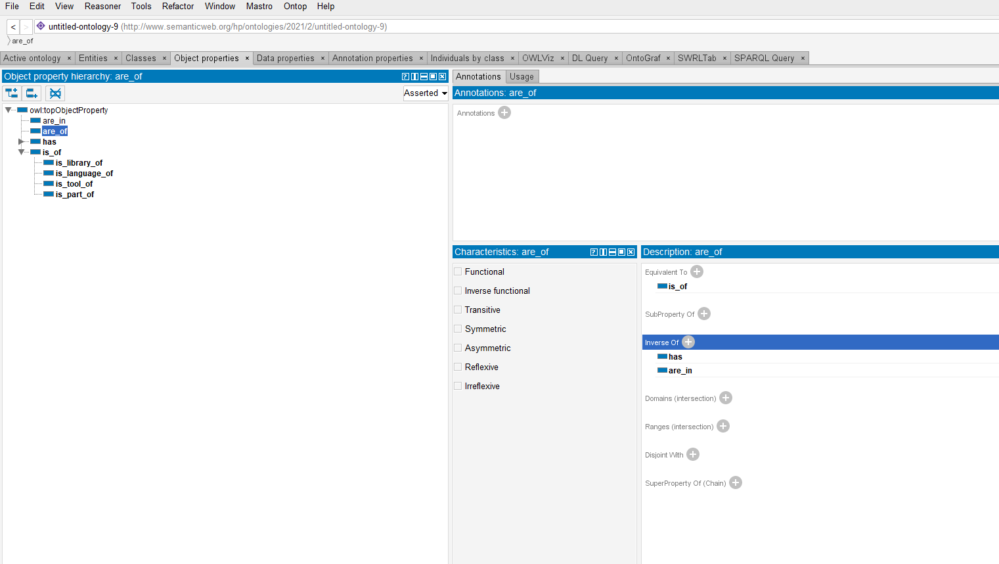 File Edit View Reasoner Tools Refactor Window Mastro Ontop Help
< > untitled-ontology-9 (http://www.semanticweb.org/hp/ontologies/2021/2/untitled-ontology-9)
are_of
Active ontology × Entities × Classes × Object properties × Data properties × Annotation properties × Individuals by class × OWLViz × DL Query × OntoGraf × SWRLTab × SPARQL Query ×
Object property hierarchy: are_of
Asserted
owl:topObjectProperty
are_in
are_of
has
is_of
is_library_of
is_language_of
is_tool_of
is_part_of
Annotations Usage
Annotations: are_of
Annotations
Characteristics: are_of
Functional
Inverse functional
Transitive
Symmetric
Asymmetric
Reflexive
Irreflexive
Description: are_of
Equivalent To
is_of
SubProperty Of
Inverse Of
has
are_in
Domains (intersection)
Ranges (intersection)
Disjoint With
SuperProperty Of (Chain)